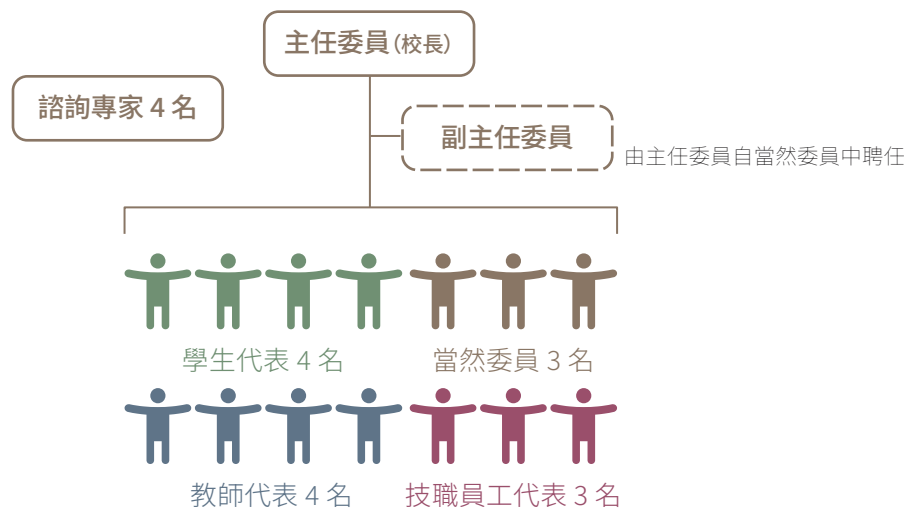 主任委員(校長)
諮詢專家 4 名
副主任委員
由主任委員自當然委員中聘任
學生代表 4 名
當然委員 3 名
教師代表 4 名
技職員工代表 3 名